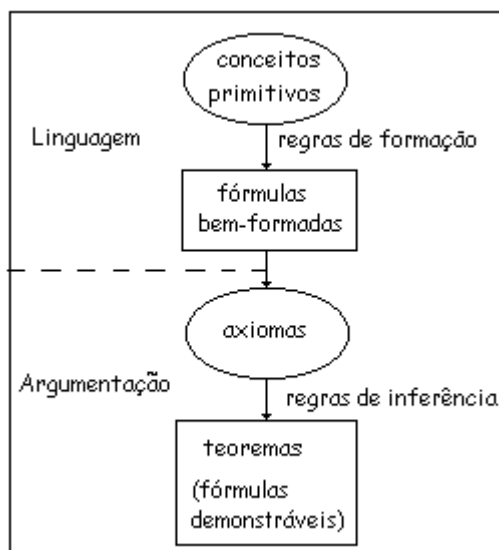 conceitos
primitivos
Linguagem
regras de formação
fórmulas
bem-formadas
axiomas
Argumentação
regras de inferência
teoremas
(fórmulas
demonstráveis)